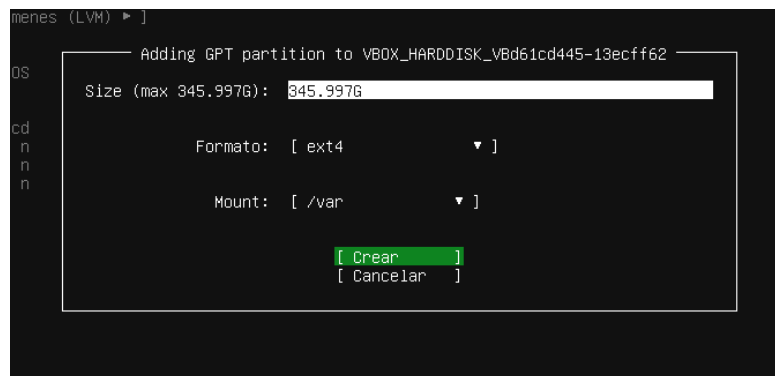 menes (LVM) ► ]
Adding GPT partition to VBOX_HARDDISK_VBd61cd445-13ecff62
OS
Size (max 345.997G): 345.997G
cd
n
Formato: [ ext4 ▼ ]
n
n
Mount: [ /var ▼ ]
[ Crear ]
[ Cancelar ]